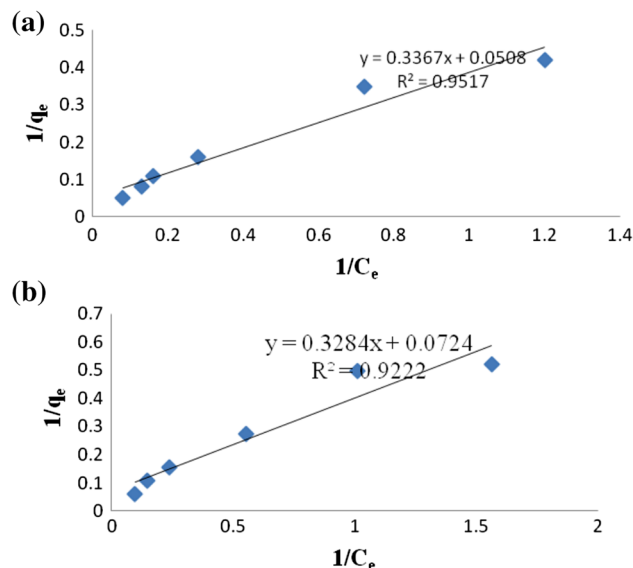 (a)
0.5
0.4
0.3
0.2
0.1
0
y = 0.3367x + 0.0508
R² = 0.9517
0 0.2 0.4 0.6 0.8 1 1.2 1.4
1/qₑ
1/Cₑ
(b)
0.7
0.6
0.5
0.4
0.3
0.2
0.1
0
y = 0.3284x + 0.0724
R² = 0.9222
0 0.5 1 1.5 2
1/qₑ
1/Cₑ